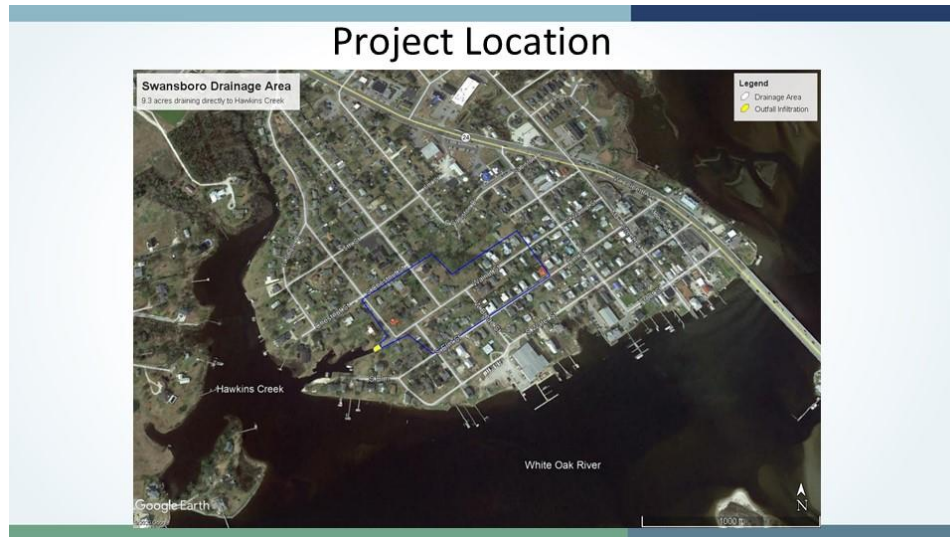 Project Location
Swansboro Drainage Area
9.3 acres draining directly to Hawkins Creek
Legend
Drainage Area
Outfall Infiltration
24
Hawkins Creek
White Oak River
Google Earth
1000 ft
N